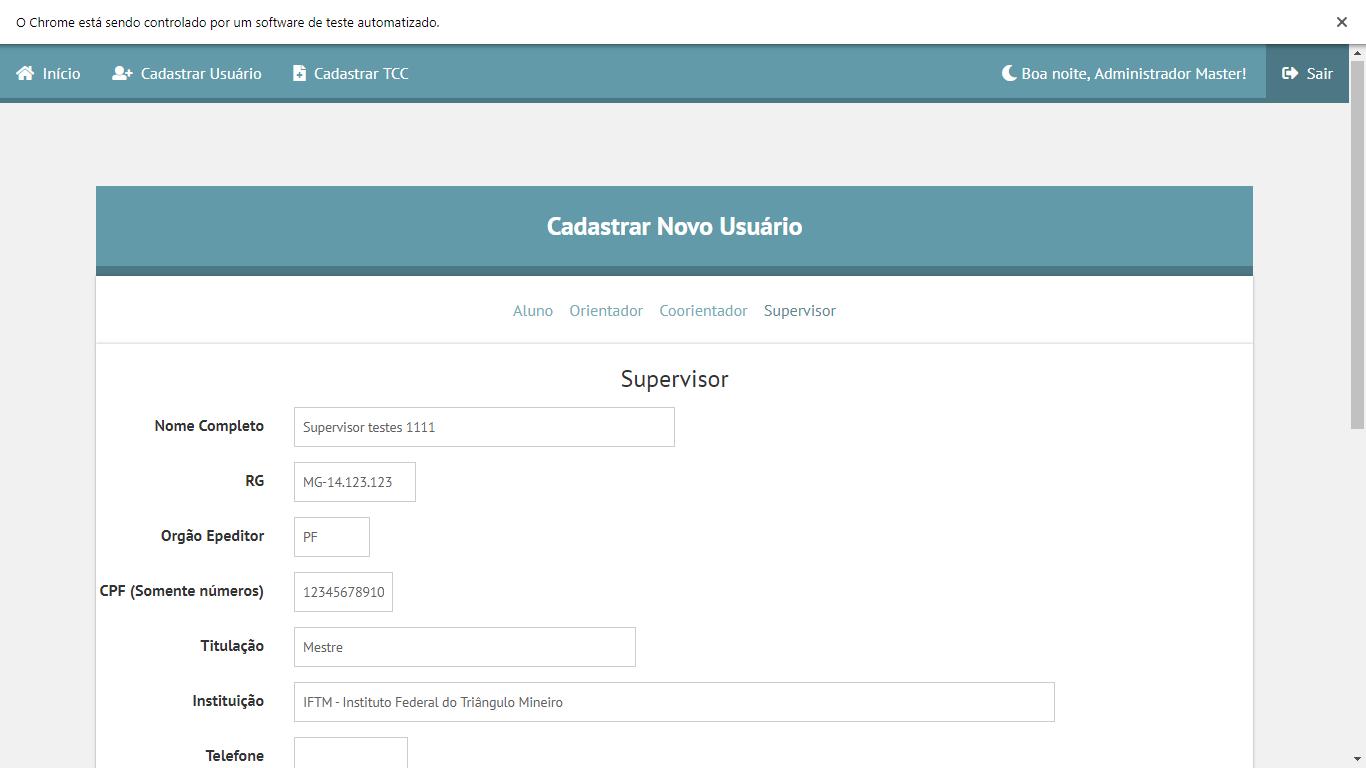 O Chrome está sendo controlado por um software de teste automatizado.
Início Cadastrar Usuário Cadastrar TCC Boa noite, Administrador Master! Sair
Cadastrar Novo Usuário
Aluno Orientador Coorientador Supervisor
Supervisor
Nome Completo Supervisor testes 1111
RG MG-14.123.123
Orgão Epeditor PF
CPF (Somente números) 12345678910
Titulação Mestre
Instituição IFTM - Instituto Federal do Triângulo Mineiro
Telefone